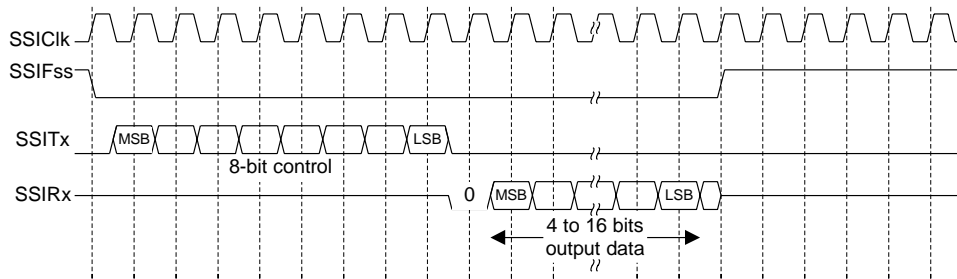 SSIClk
SSIFss
SSITx
MSB
LSB
8-bit control
SSIRx
0
MSB
LSB
4 to 16 bits
output data